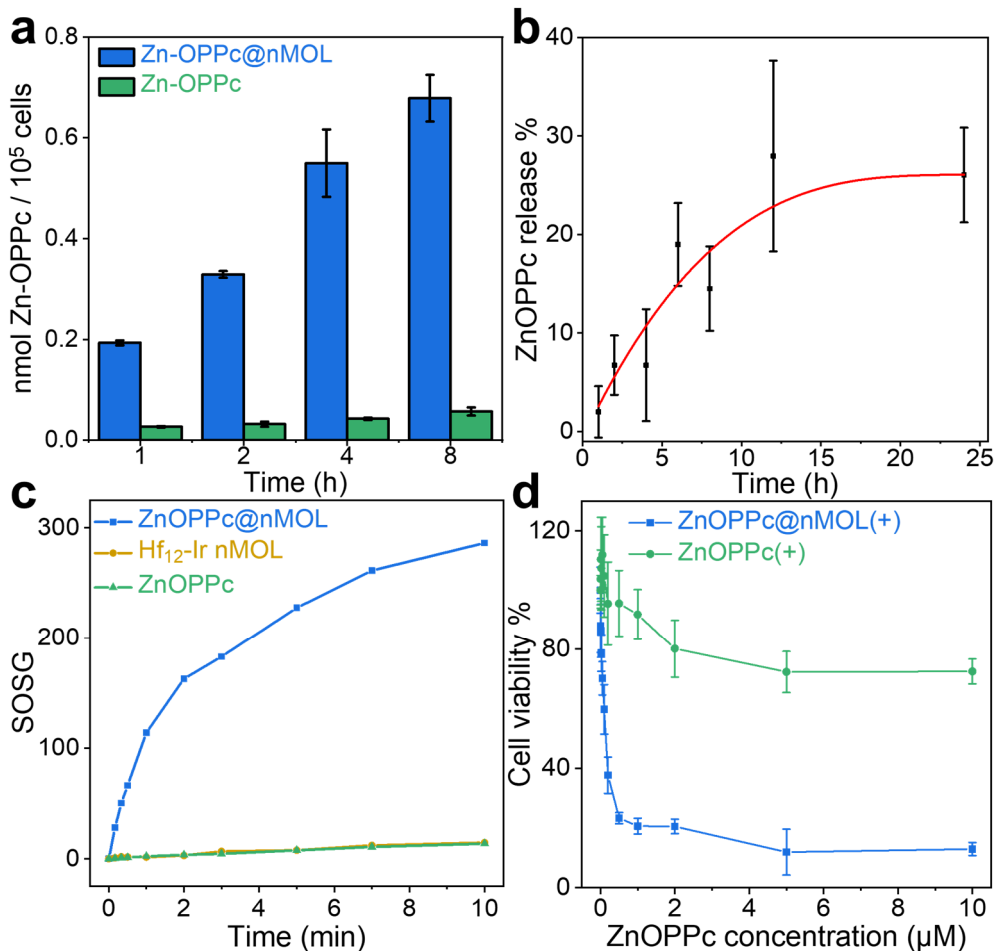 a
0.8
0.6
0.4
0.2
0.0
nmol Zn-OPPc / 10⁵ cells
Zn-OPPc@nMOL
Zn-OPPc
1 2 4 8
Time (h)
b
40
30
20
10
0
ZnOPPc release %
0 5 10 15 20 25
Time (h)
c
300
200
100
0
SOSG
ZnOPPc@nMOL
Hf₁₂-Ir nMOL
ZnOPPc
0 2 4 6 8 10
Time (min)
d
120
80
40
0
Cell viability %
ZnOPPc@nMOL(+)
ZnOPPc(+)
0 2 4 6 8 10
ZnOPPc concentration (μM)